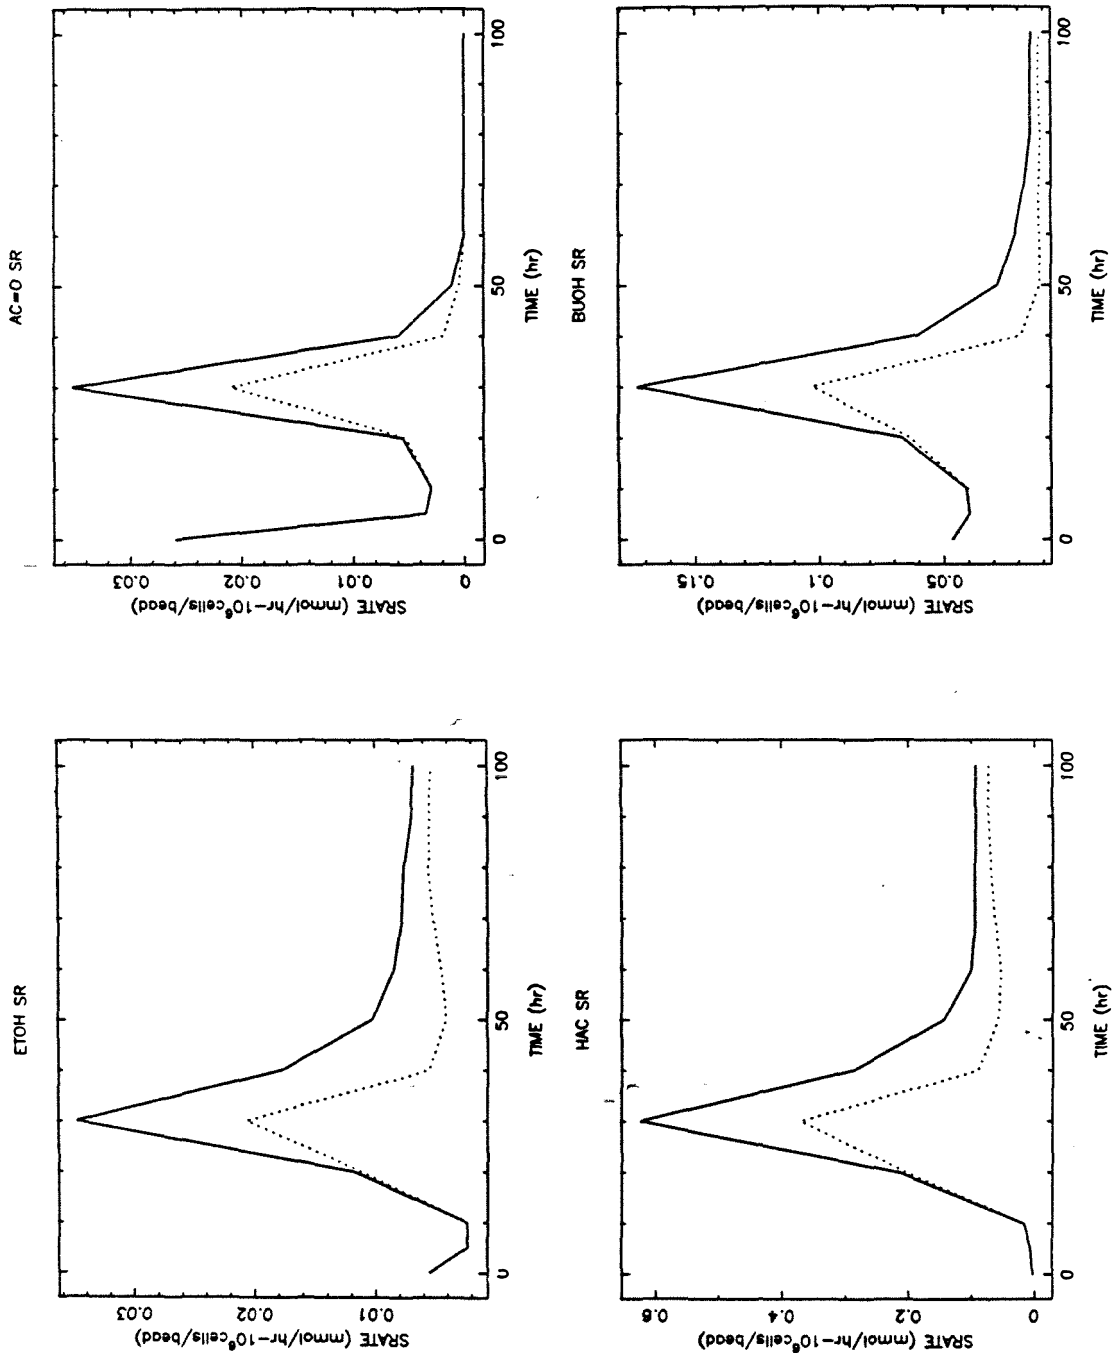 ETOH SR
SRATE (mmol/hr-10⁶cells/bead)
0.03
0.02
0.01
0
50
100
TIME (hr)
AC=O SR
SRATE (mmol/hr-10⁶cells/bead)
0.03
0.02
0.01
0
0
50
100
TIME (hr)
HAC SR
SRATE (mmol/hr-10⁶cells/bead)
0.6
0.4
0.2
0
0
50
100
TIME (hr)
BUOH SR
SRATE (mmol/hr-10⁶cells/bead)
0.15
0.1
0.05
0
50
100
TIME (hr)